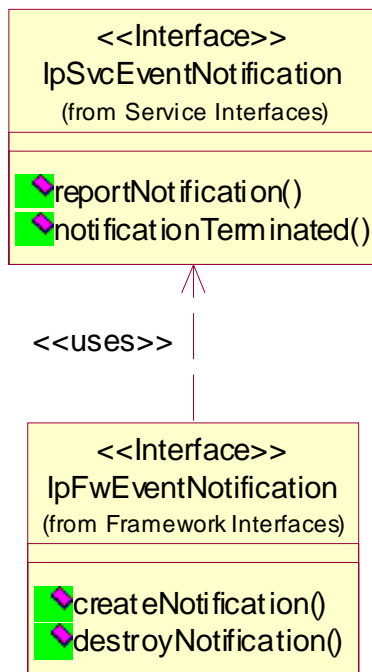 <<Interface>>
IpSvcEventNotification
(from Service Interfaces)
reportNotification()
notificationTerminated()
<<uses>>
<<Interface>>
IpFwEventNotification
(from Framework Interfaces)
createNotification()
destroyNotification()